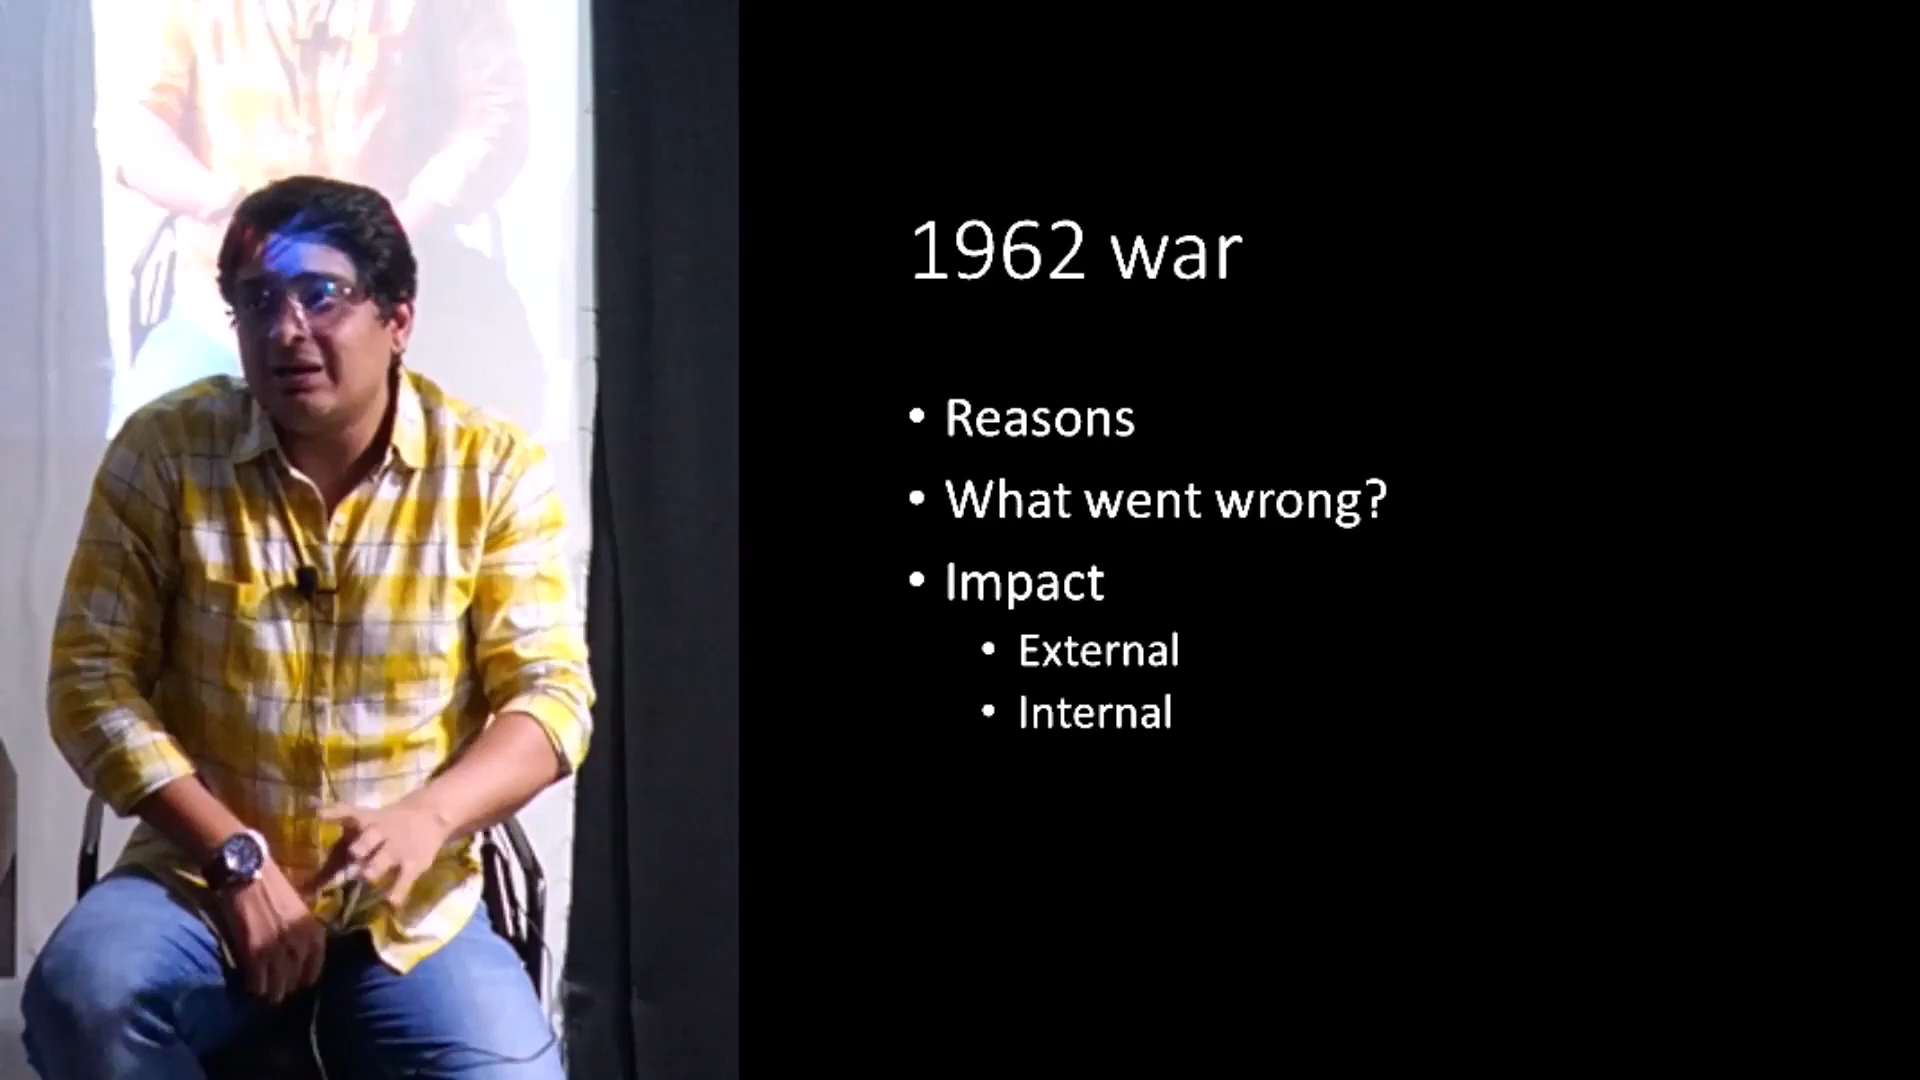 1962 war
• Reasons
• What went wrong?
• Impact
• External
• Internal